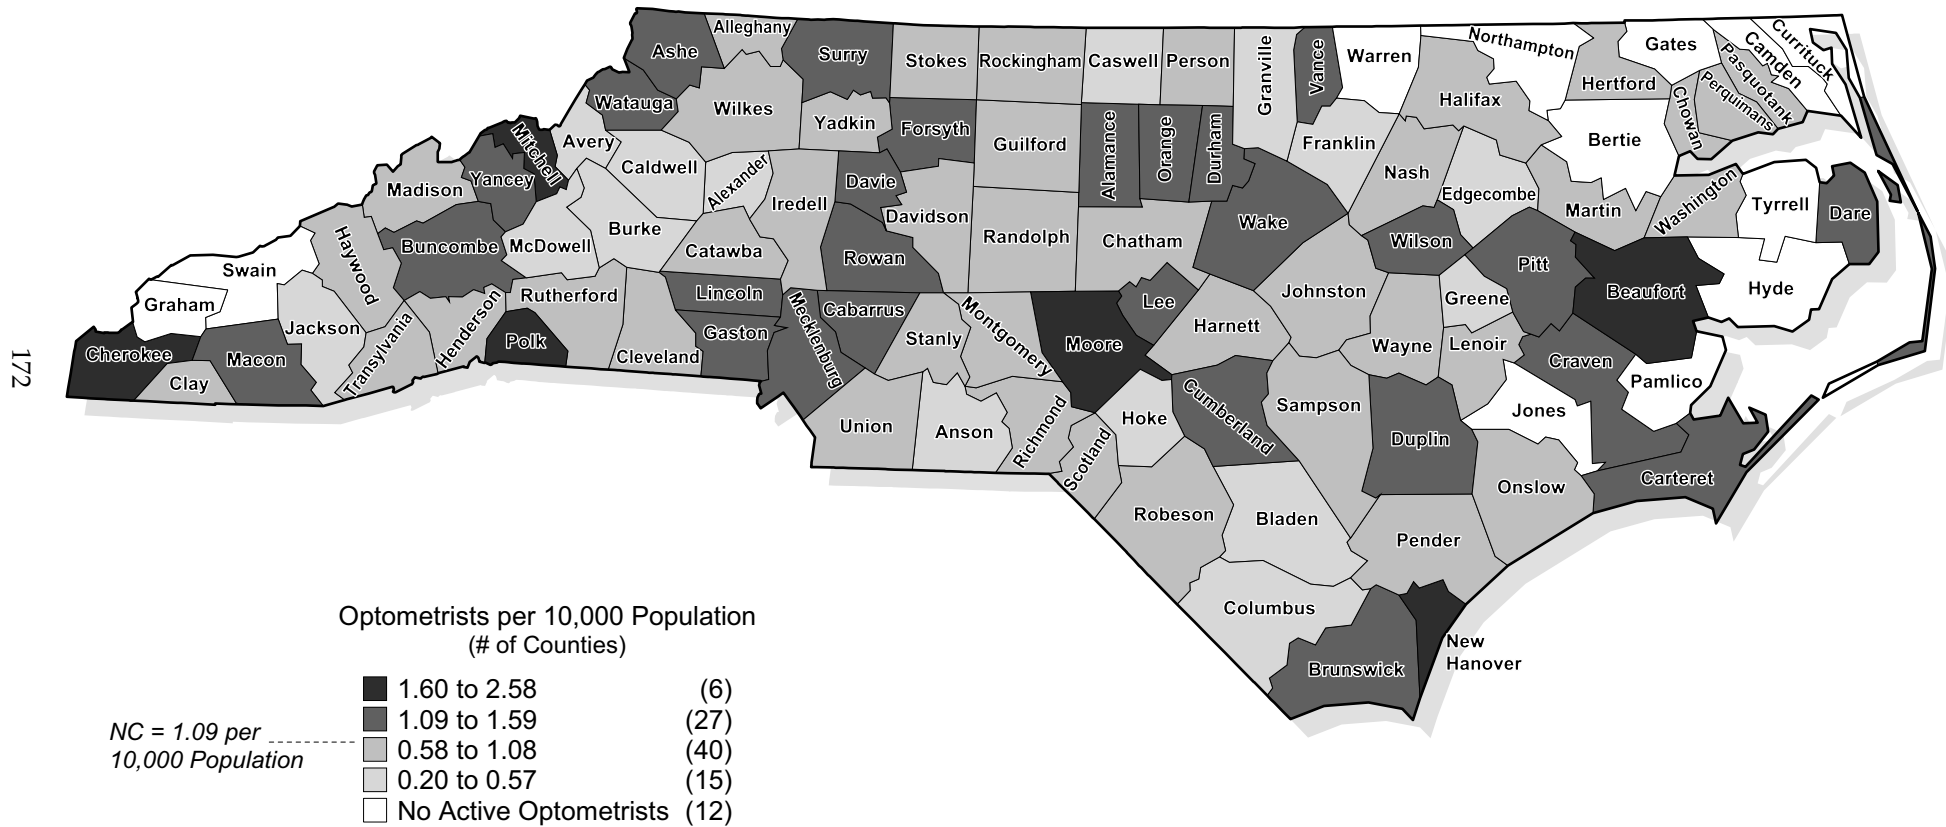 Alleghany
Ashe
Surry
Stokes
Rockingham
Caswell
Person
Granville
Vance
Warren
Northampton
Gates
Currituck
Camden
Pasquotank
Perquimans
Chowan
Hertford
Halifax
Bertie
Watauga
Wilkes
Yadkin
Forsyth
Guilford
Alamance
Orange
Durham
Franklin
Nash
Edgecombe
Martin
Washington
Tyrrell
Dare
Mitchell
Avery
Caldwell
Alexander
Iredell
Davie
Davidson
Randolph
Chatham
Wake
Wilson
Pitt
Beaufort
Hyde
Madison
Yancey
Buncombe
McDowell
Burke
Catawba
Rowan
Haywood
Swain
Graham
Jackson
Cherokee
Clay
Macon
Transylvania
Henderson
Rutherford
Polk
Cleveland
Lincoln
Gaston
Mecklenburg
Cabarrus
Stanly
Montgomery
Moore
Lee
Harnett
Johnston
Wayne
Greene
Lenoir
Craven
Pamlico
Jones
Union
Anson
Richmond
Scotland
Hoke
Cumberland
Sampson
Duplin
Onslow
Carteret
Robeson
Bladen
Pender
Columbus
Brunswick
New
Hanover
172
Optometrists per 10,000 Population
(# of Counties)
1.60 to 2.58 (6)
1.09 to 1.59 (27)
0.58 to 1.08 (40)
0.20 to 0.57 (15)
No Active Optometrists (12)
NC = 1.09 per
10,000 Population